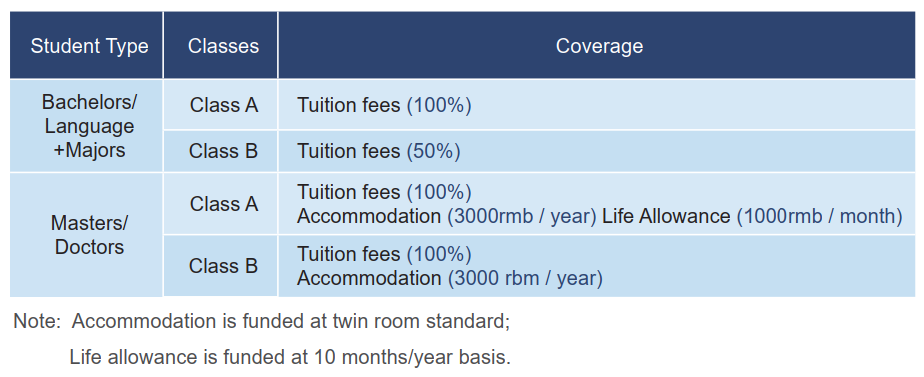 Student Type Classes Coverage
Bachelors/
Language
+Majors
Class A Tuition fees (100%)
Class B Tuition fees (50%)
Masters/
Doctors
Class A Tuition fees (100%)
Accommodation (3000rmb / year) Life Allowance (1000rmb / month)
Class B Tuition fees (100%)
Accommodation (3000 rbm / year)
Note: Accommodation is funded at twin room standard;
Life allowance is funded at 10 months/year basis.